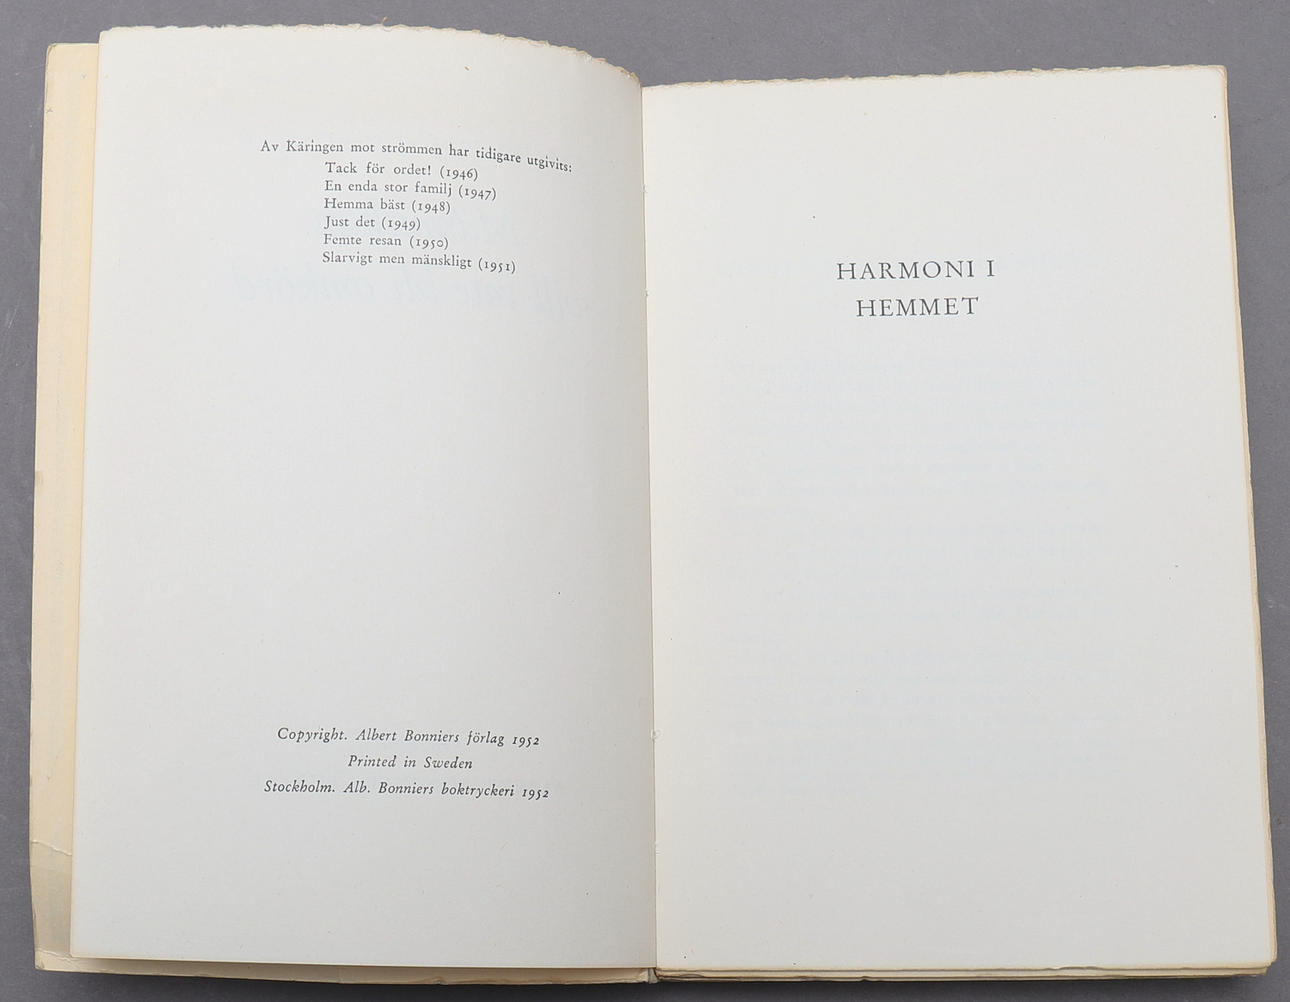 Av Käringen mot strömmen har tidigare utgivits:
Tack för ordet! (1946)
En enda stor familj (1947)
Hemma bäst (1948)
Just det (1949)
Femte resan (1950)
Slarvigt men mänskligt (1951)
Copyright. Albert Bonniers förlag 1952
Printed in Sweden
Stockholm. Alb. Bonniers boktryckeri 1952
HARMONI I
HEMMET